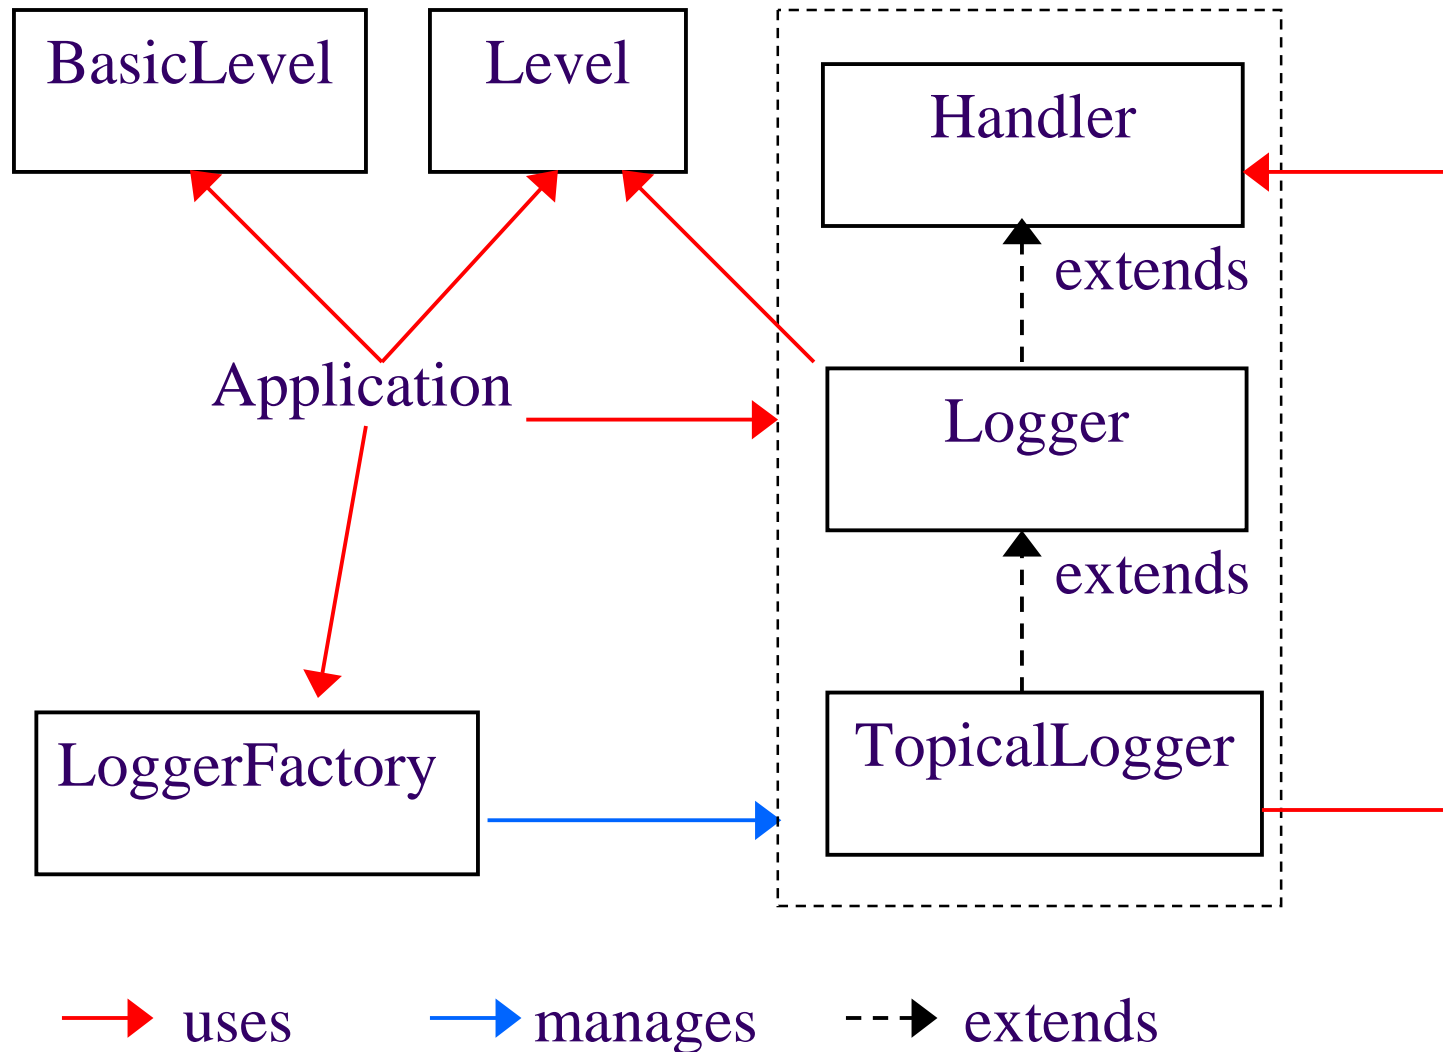 BasicLevel
Level
Handler
extends
Application
Logger
extends
LoggerFactory
TopicalLogger
uses
manages
extends